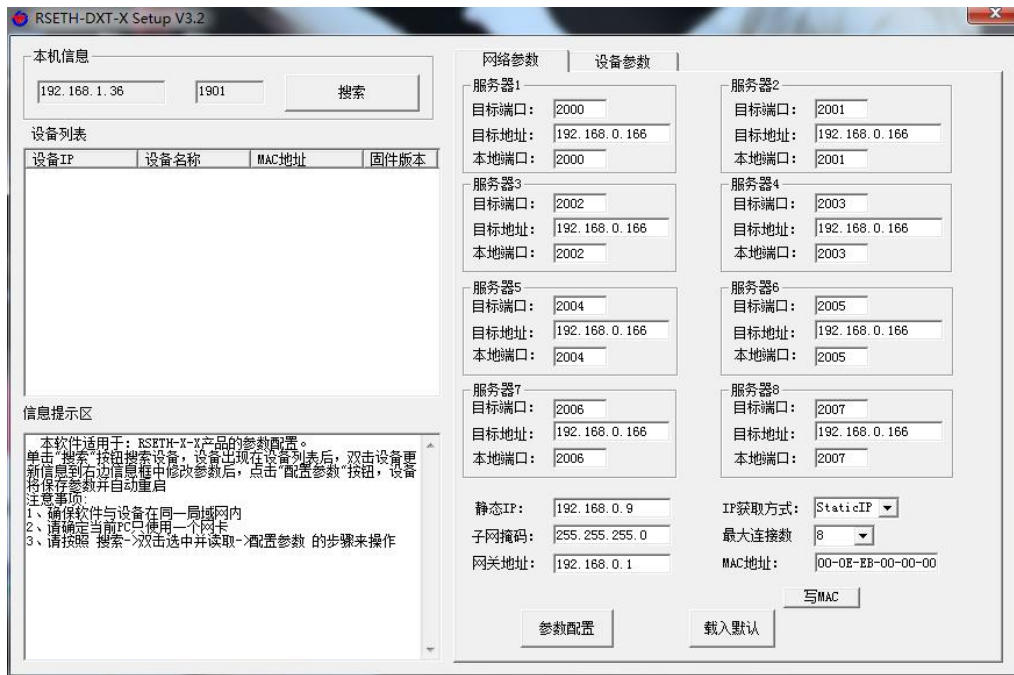 RSETH-DXT-X Setup V3.2
本机信息
192.168.1.36
1901
搜索
设备列表
设备IP 设备名称 MAC地址 固件版本
信息提示区
本软件适用于: RSETH-X-X产品的参数配置。
单击"搜索"按钮搜索设备,设备出现在设备列表后,双击设备更
新信息到右边信息框中修改参数后,点击"配置参数"按钮,设备
将保存参数并自动重启
注意事项:
1、确保软件与设备在同一局域网内
2、请确定当前PC只使用一个网卡
3、请按照 搜索->双击选中并读取->配置参数 的步骤来操作
网络参数 设备参数
服务器1
目标端口: 2000
目标地址: 192.168.0.166
本地端口: 2000
服务器2
目标端口: 2001
目标地址: 192.168.0.166
本地端口: 2001
服务器3
目标端口: 2002
目标地址: 192.168.0.166
本地端口: 2002
服务器4
目标端口: 2003
目标地址: 192.168.0.166
本地端口: 2003
服务器5
目标端口: 2004
目标地址: 192.168.0.166
本地端口: 2004
服务器6
目标端口: 2005
目标地址: 192.168.0.166
本地端口: 2005
服务器7
目标端口: 2006
目标地址: 192.168.0.166
本地端口: 2006
服务器8
目标端口: 2007
目标地址: 192.168.0.166
本地端口: 2007
静态IP: 192.168.0.9
IP获取方式: StaticIP
子网掩码: 255.255.255.0
最大连接数 8
网关地址: 192.168.0.1
MAC地址: 00-0E-EB-00-00-00
写MAC
参数配置
载入默认